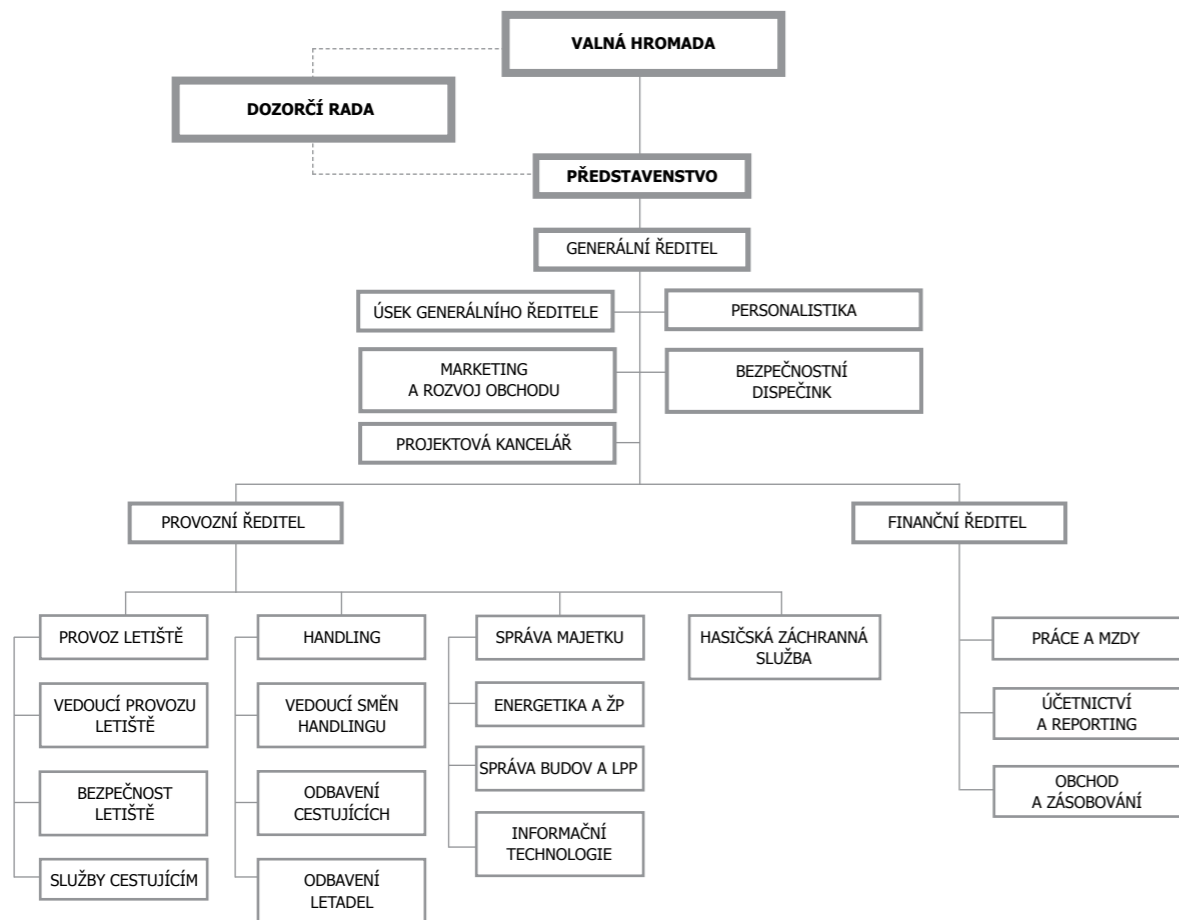 VALNÁ HROMADA
DOZORČÍ RADA
PŘEDSTAVENSTVO
GENERÁLNÍ ŘEDITEL
ÚSEK GENERÁLNÍHO ŘEDITELE
PERSONALISTIKA
MARKETING
A ROZVOJ OBCHODU
BEZPEČNOSTNÍ
DISPEČINK
PROJEKTOVÁ KANCELÁŘ
PROVOZNÍ ŘEDITEL
FINANČNÍ ŘEDITEL
PROVOZ LETIŠTĚ
VEDOUCÍ PROVOZU
LETIŠTĚ
BEZPEČNOST
LETIŠTĚ
SLUŽBY CESTUJÍCÍM
HANDLING
VEDOUCÍ SMĚN
HANDLINGU
ODBAVENÍ
CESTUJÍCÍCH
ODBAVENÍ
LETADEL
SPRÁVA MAJETKU
ENERGETIKA A ŽP
SPRÁVA BUDOV A LPP
INFORMAČNÍ
TECHNOLOGIE
HASIČSKÁ ZÁCHRANNÁ
SLUŽBA
PRÁCE A MZDY
ÚČETNICTVÍ
A REPORTING
OBCHOD
A ZÁSOBOVÁNÍ